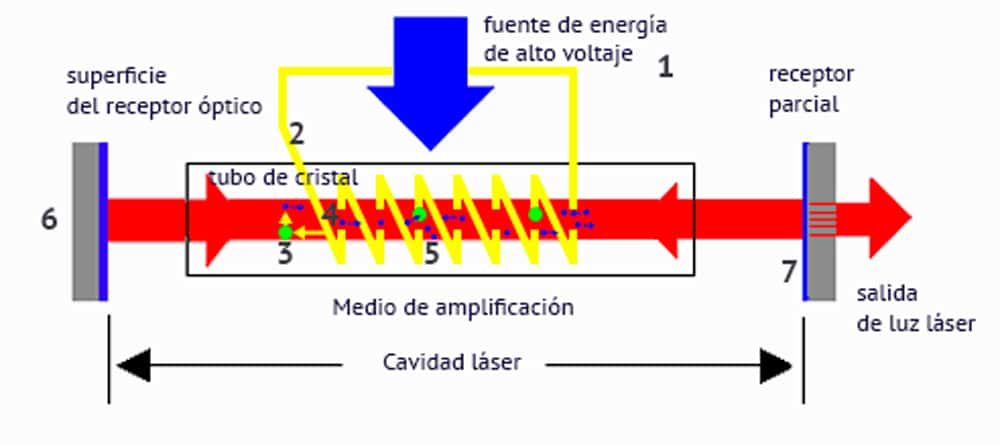 fuente de energía
de alto voltaje
1
superficie
del receptor óptico
receptor
parcial
2
tubo de cristal
4
6
3
5
7
Medio de amplificación
salida
de luz láser
Cavidad láser